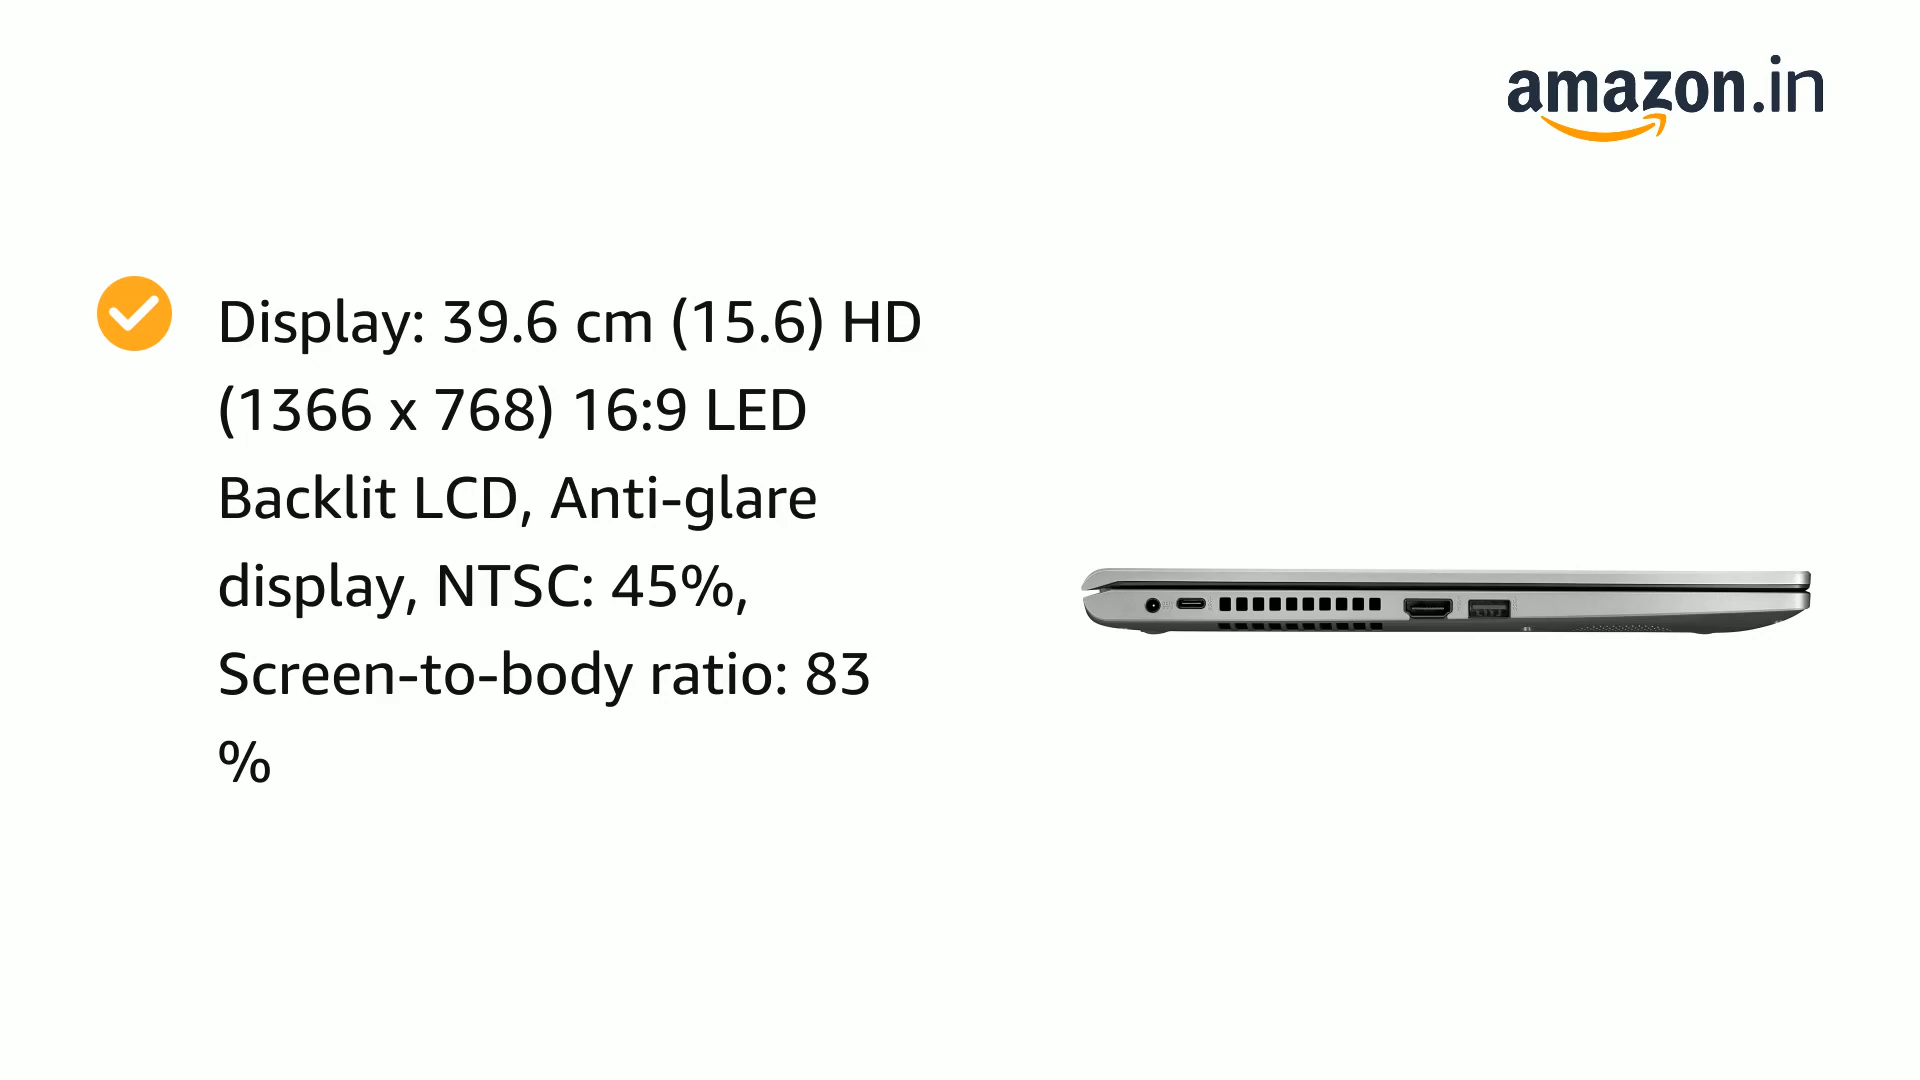 amazon.in
Display: 39.6 cm (15.6) HD
(1366 x 768) 16:9 LED
Backlit LCD, Anti-glare
display, NTSC: 45%,
Screen-to-body ratio: 83
%